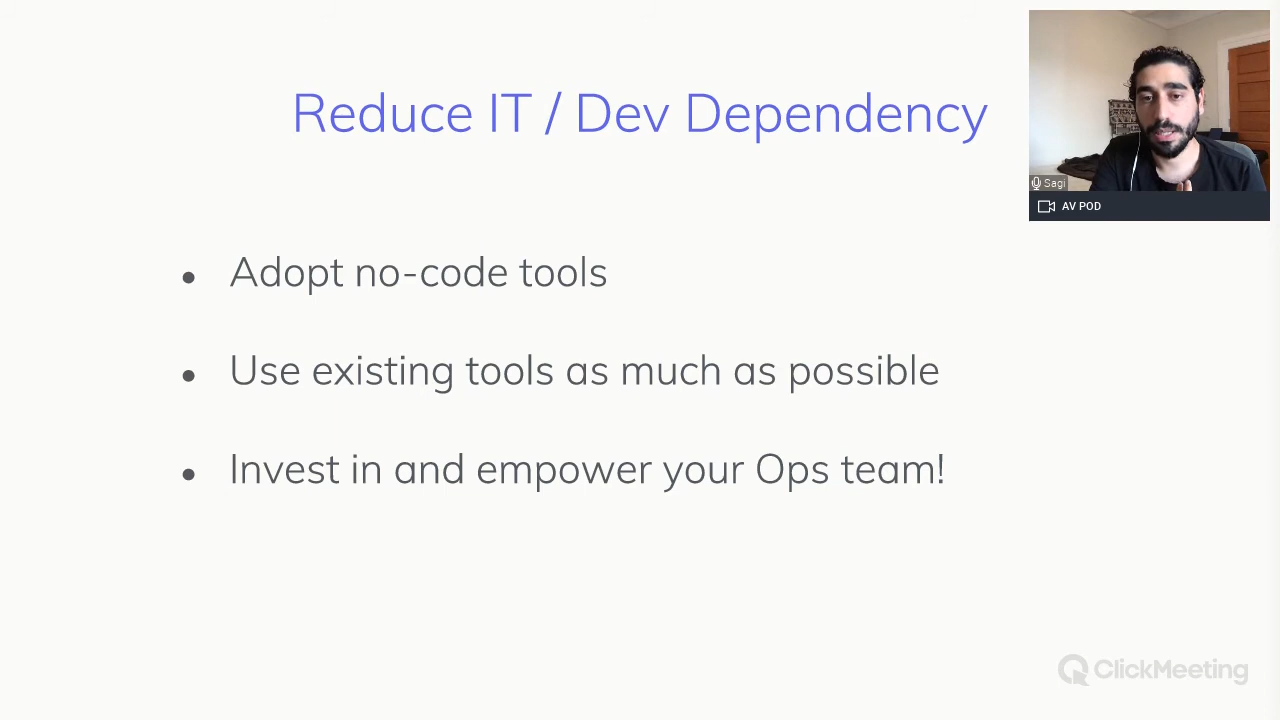 Reduce IT / Dev Dependency
Sagi
AV POD
• Adopt no-code tools
• Use existing tools as much as possible
• Invest in and empower your Ops team!
ClickMeeting